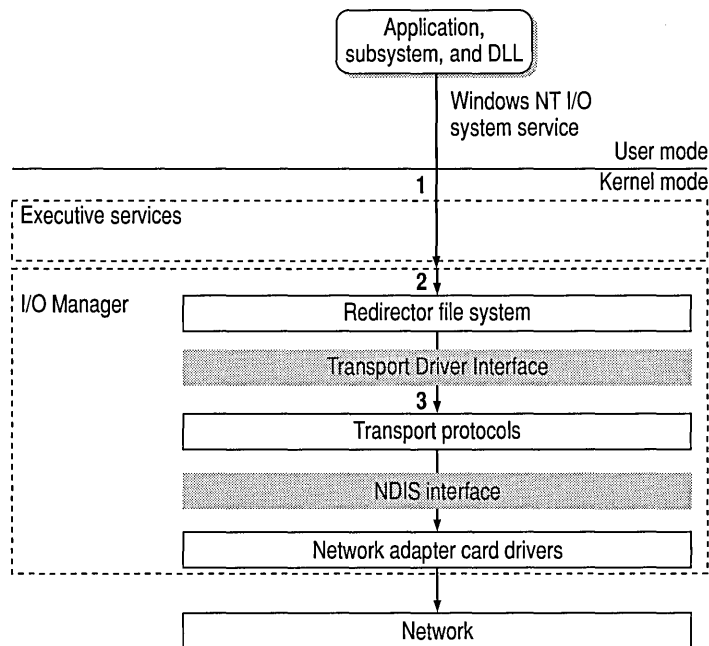 Application,
subsystem, and DLL
Windows NT I/O
system service
User mode
1
Kernel mode
Executive services
2
I/O Manager
Redirector file system
Transport Driver Interface
3
Transport protocols
NDIS interface
Network adapter card drivers
Network